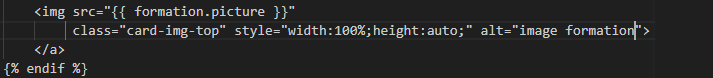 <img src="{{ formation.picture }}"
class="card-img-top" style="width:100%;height:auto;" alt="image formation">
</a>
{% endif %}